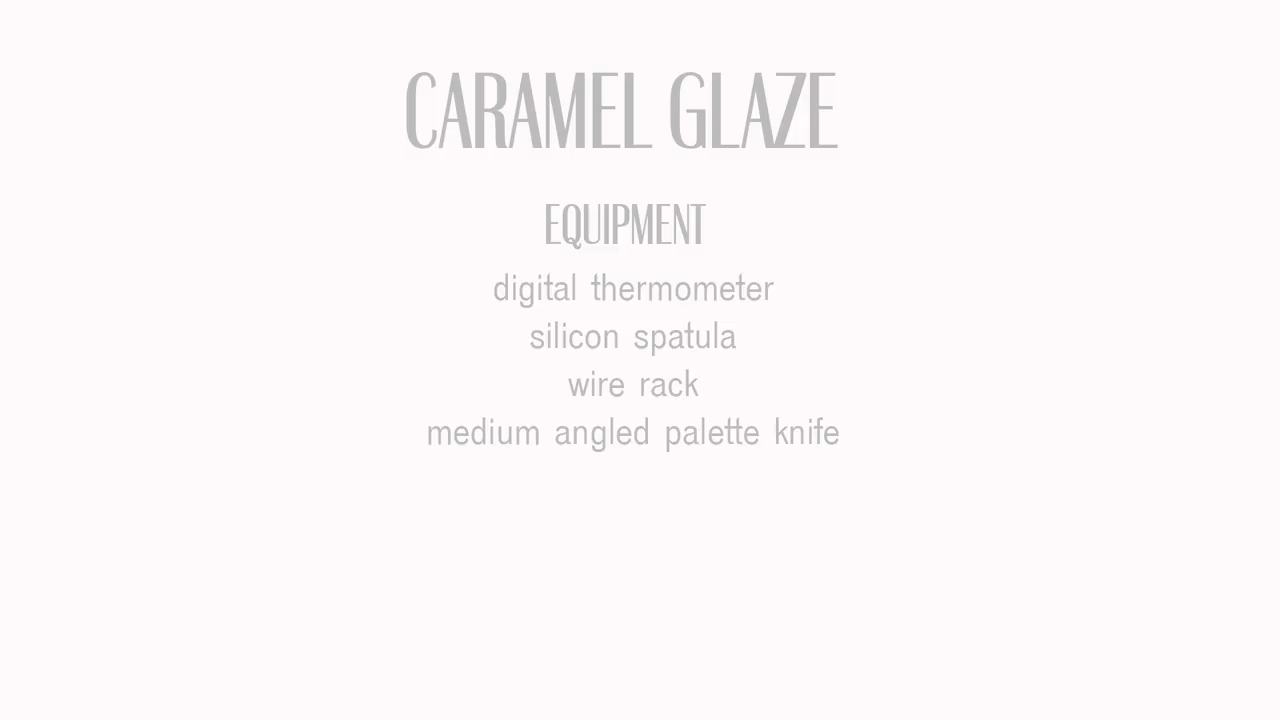 CARAMEL GLAZE
EQUIPMENT
digital thermometer
silicon spatula
wire rack
medium angled palette knife